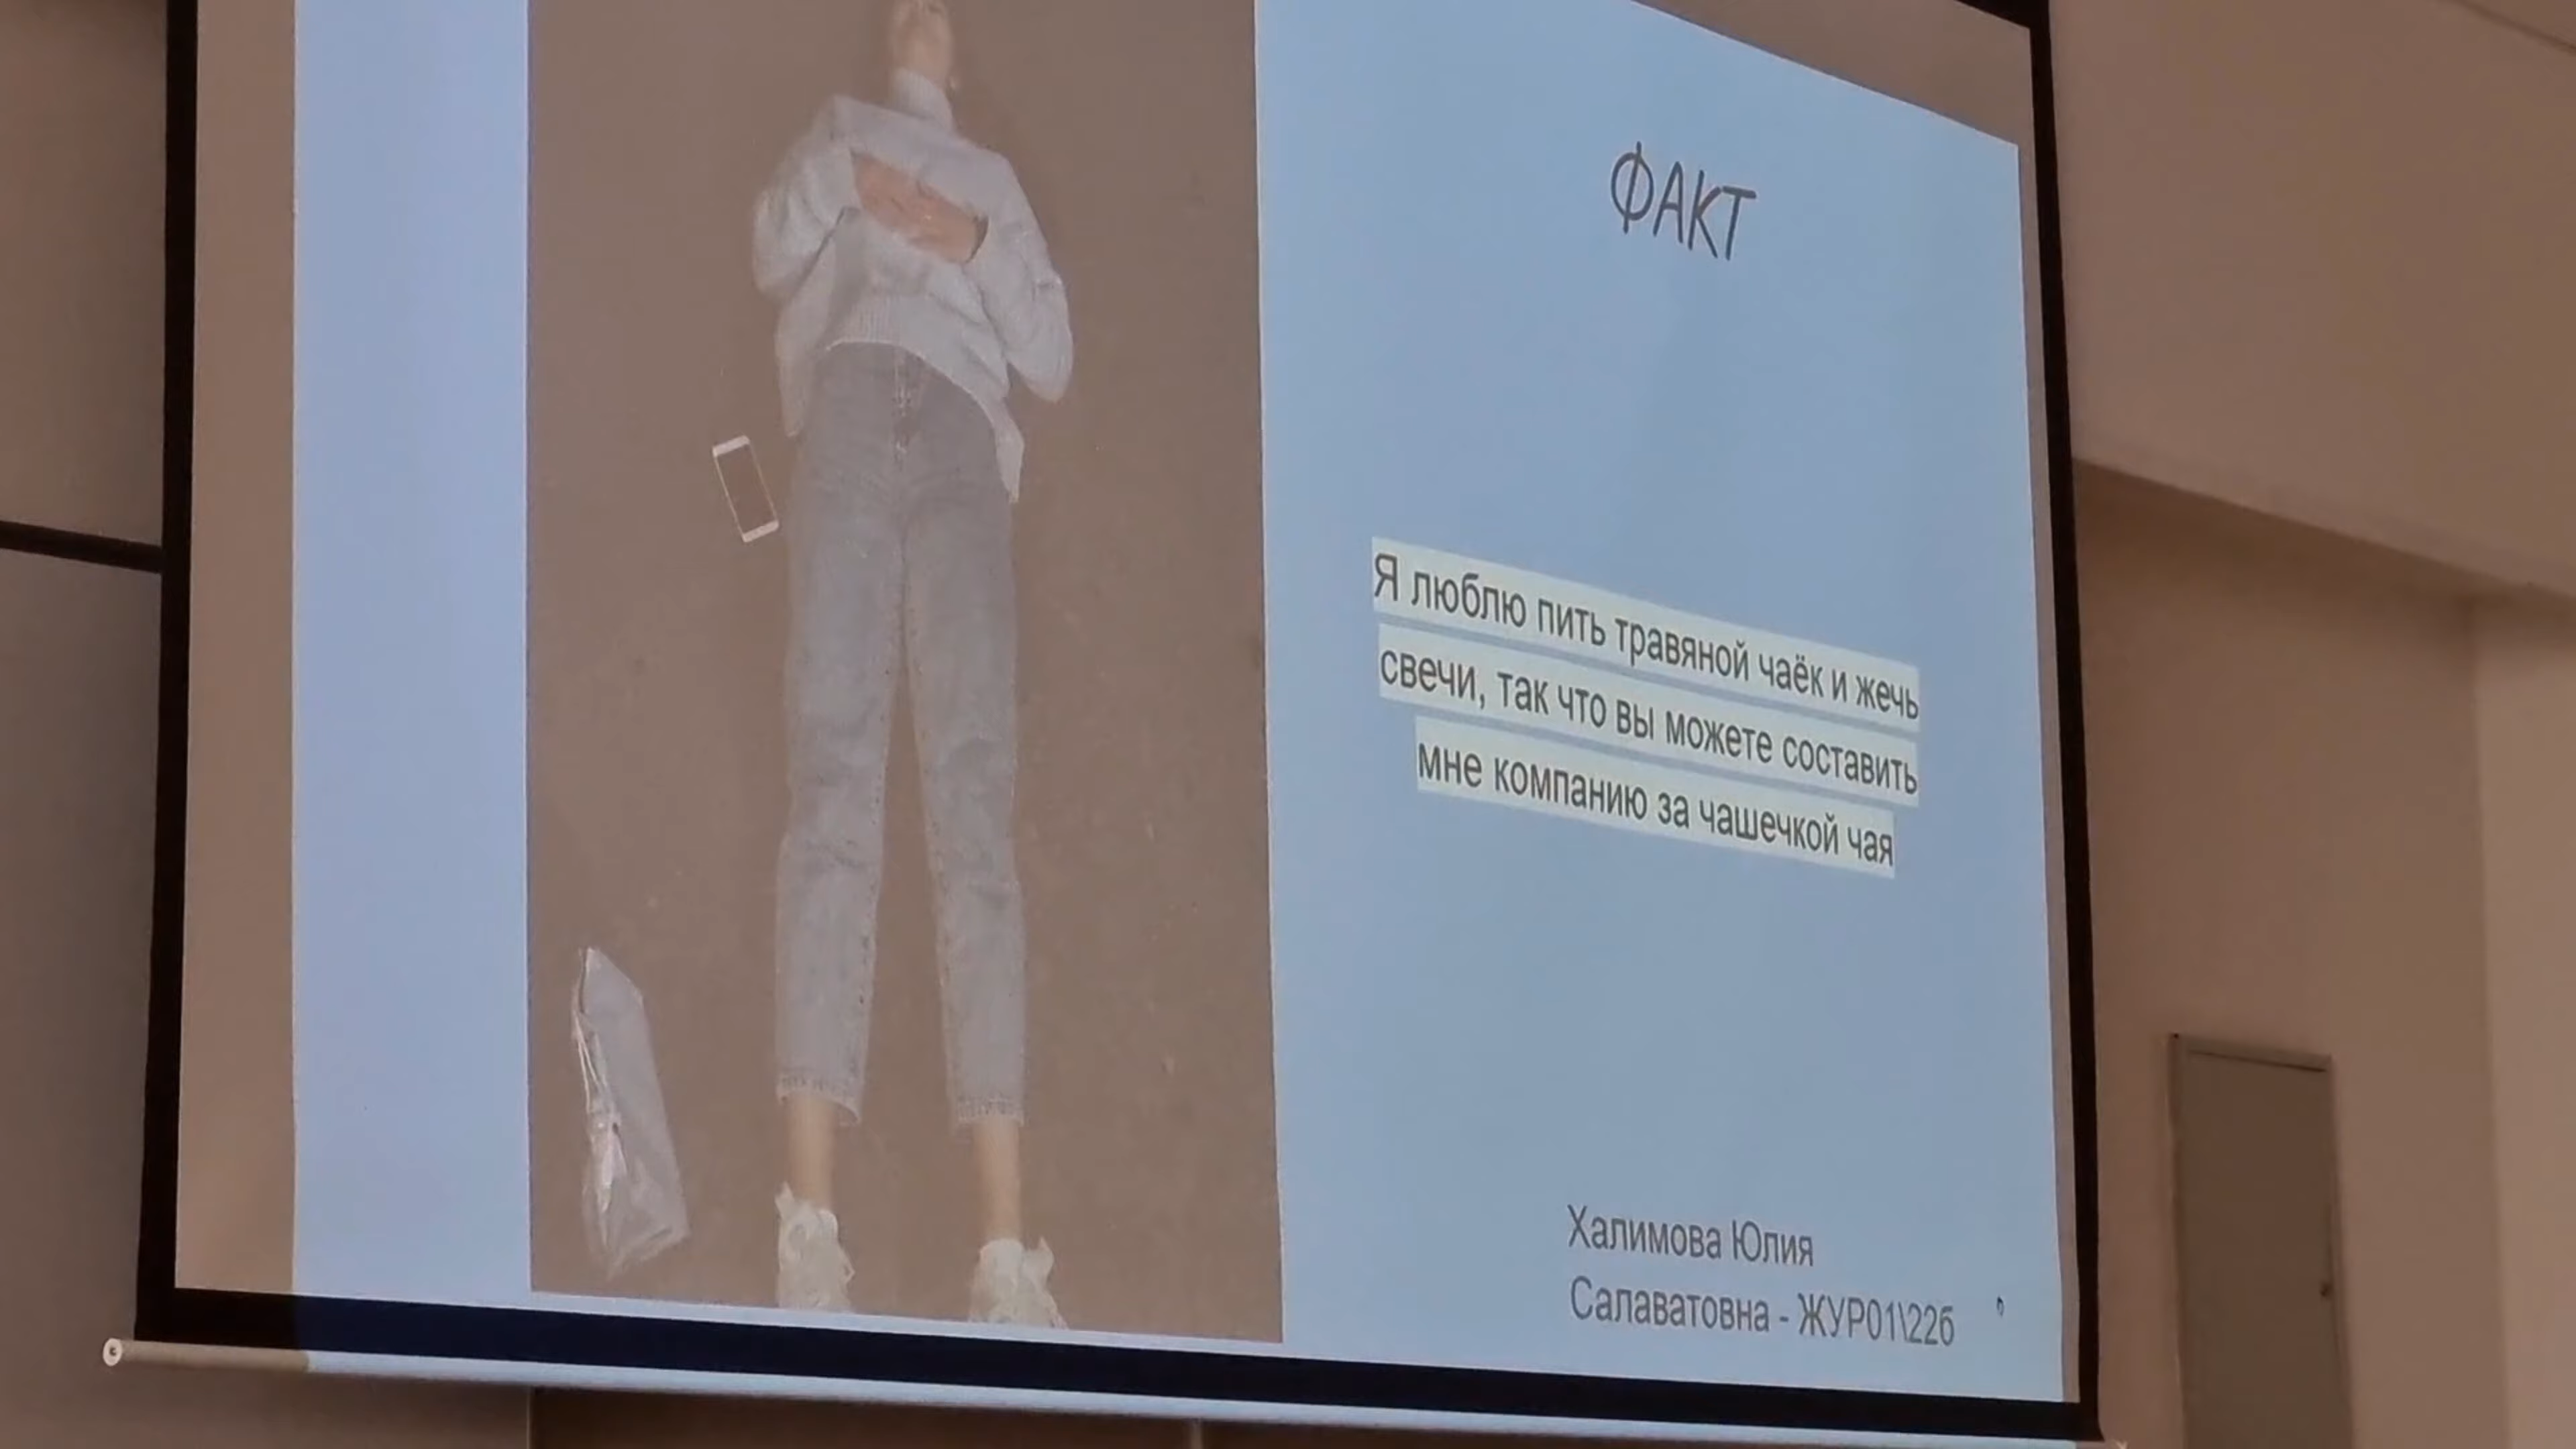 ФАКТ
Я люблю пить травяной чаёк и жечь
свечи, так что вы можете составить
мне компанию за чашечкой чая
Халимова Юлия
Салаватовна - ЖУР01\22б